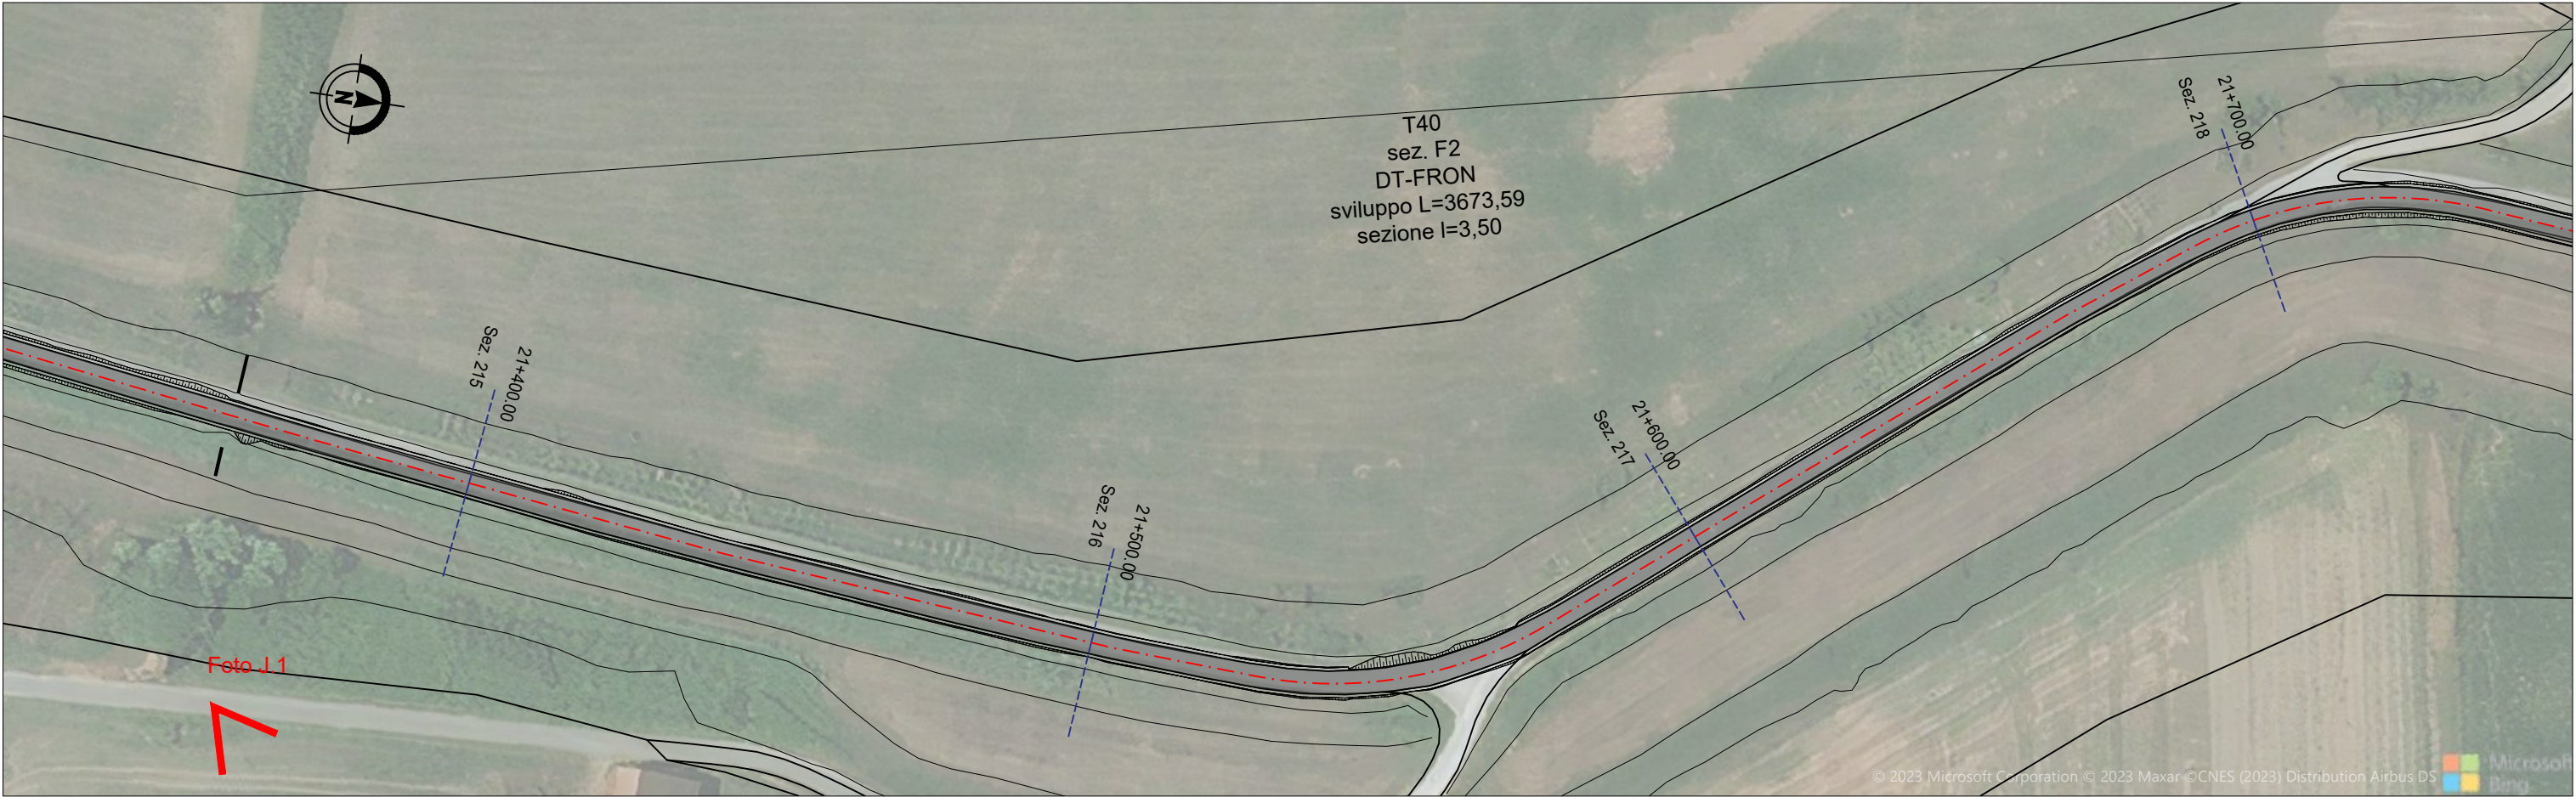 N
T40
sez. F2
DT-FRON
sviluppo L=3673,59
sezione l=3,50
Sez. 218
21+700.00
Sez. 215
21+400.00
Sez. 217
21+600.00
Sez. 216
21+500.00
Foto J.1
© 2023 Microsoft Corporation © 2023 Maxar ©CNES (2023) Distribution Airbus DS
Microsoft
Bing